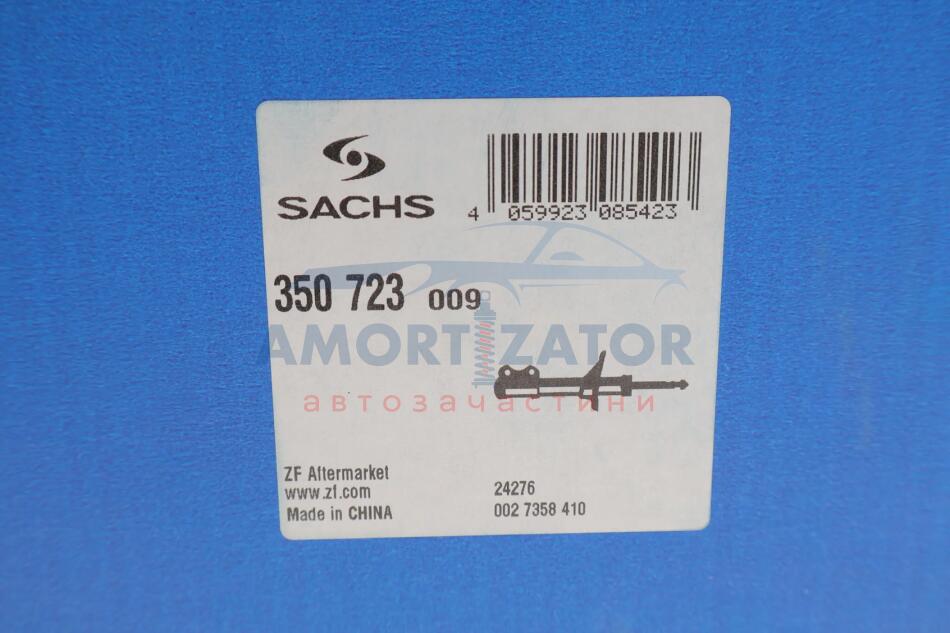 SACHS
4 059923 085423
350 723 009
AMORTIZATOR
автозачастини
ZF Aftermarket
www.zf.com
Made in CHINA
24276
002 7358 410